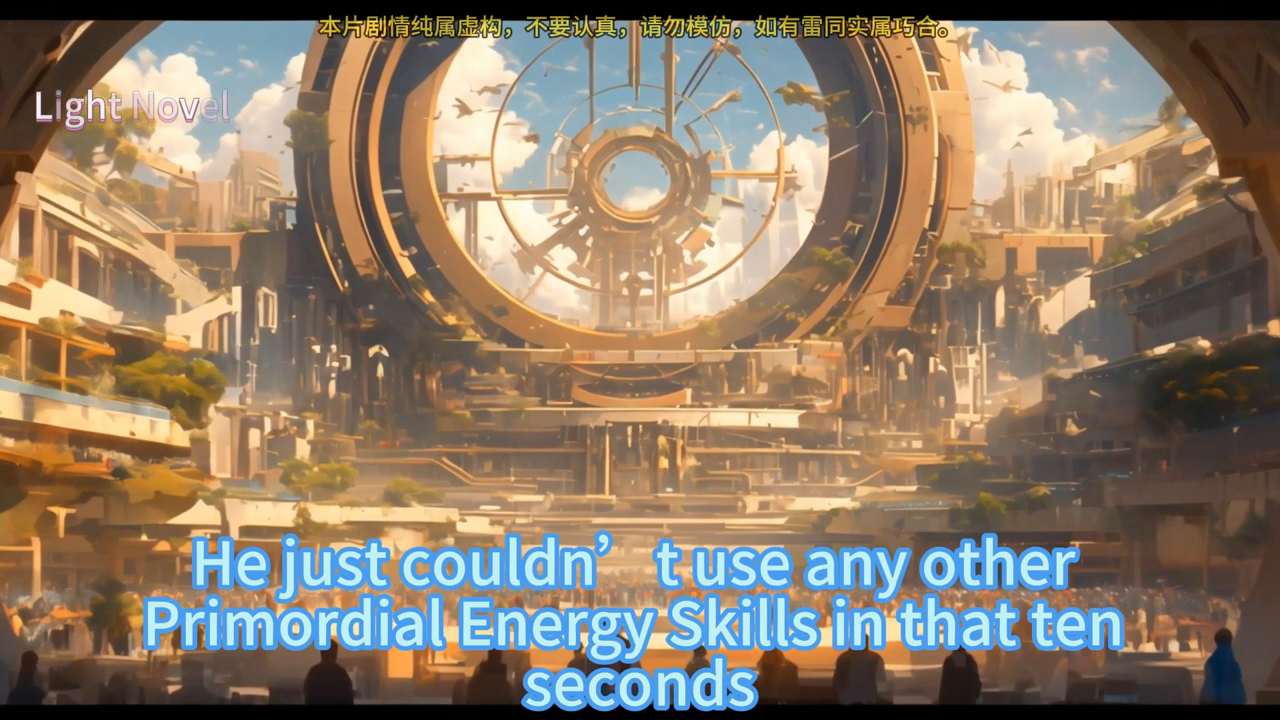 本片剧情纯属虚构，不要认真，请勿模仿，如有雷同实属巧合。
Light Novel
He just couldn’t use any other
Primordial Energy Skills in that ten
seconds